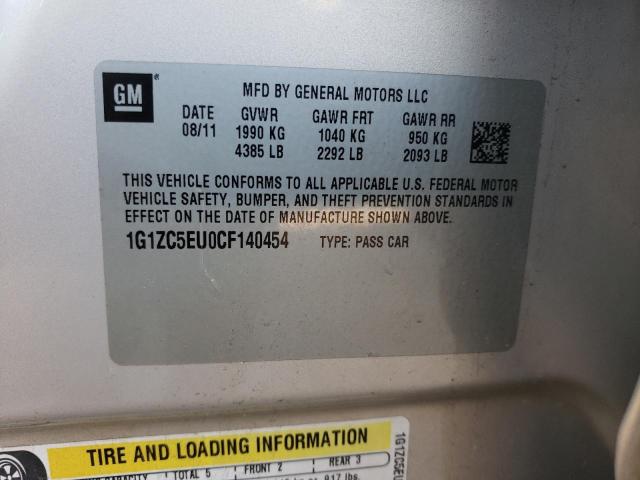 GM
MFD BY GENERAL MOTORS LLC
DATE GVWR GAWR FRT GAWR RR
08/11 1990 KG 1040 KG 950 KG
4385 LB 2292 LB 2093 LB
THIS VEHICLE CONFORMS TO ALL APPLICABLE U.S. FEDERAL MOTOR
VEHICLE SAFETY, BUMPER, AND THEFT PREVENTION STANDARDS IN
EFFECT ON THE DATE OF MANUFACTURE SHOWN ABOVE.
1G1ZC5EU0CF140454 TYPE: PASS CAR
TIRE AND LOADING INFORMATION
TOTAL 5 FRONT 2 REAR 3
917 lbs.
1G1ZC5EU